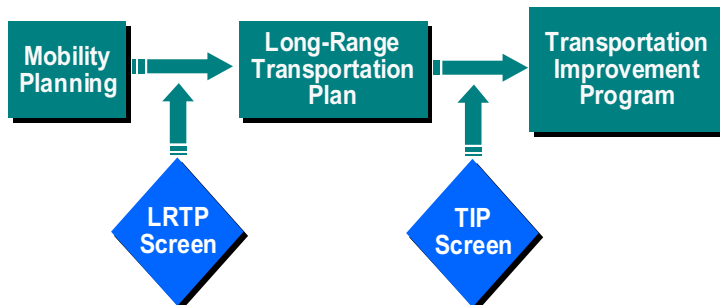 Mobility
Planning
Long-Range
Transportation
Plan
Transportation
Improvement
Program
LRTP
Screen
TIP
Screen